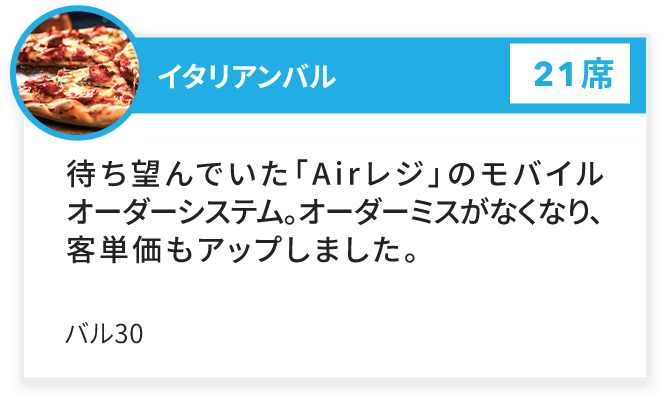 イタリアンバル
21席
待ち望んでいた「Airレジ」のモバイル
オーダーシステム。オーダーミスがなくなり、
客単価もアップしました。
バル30